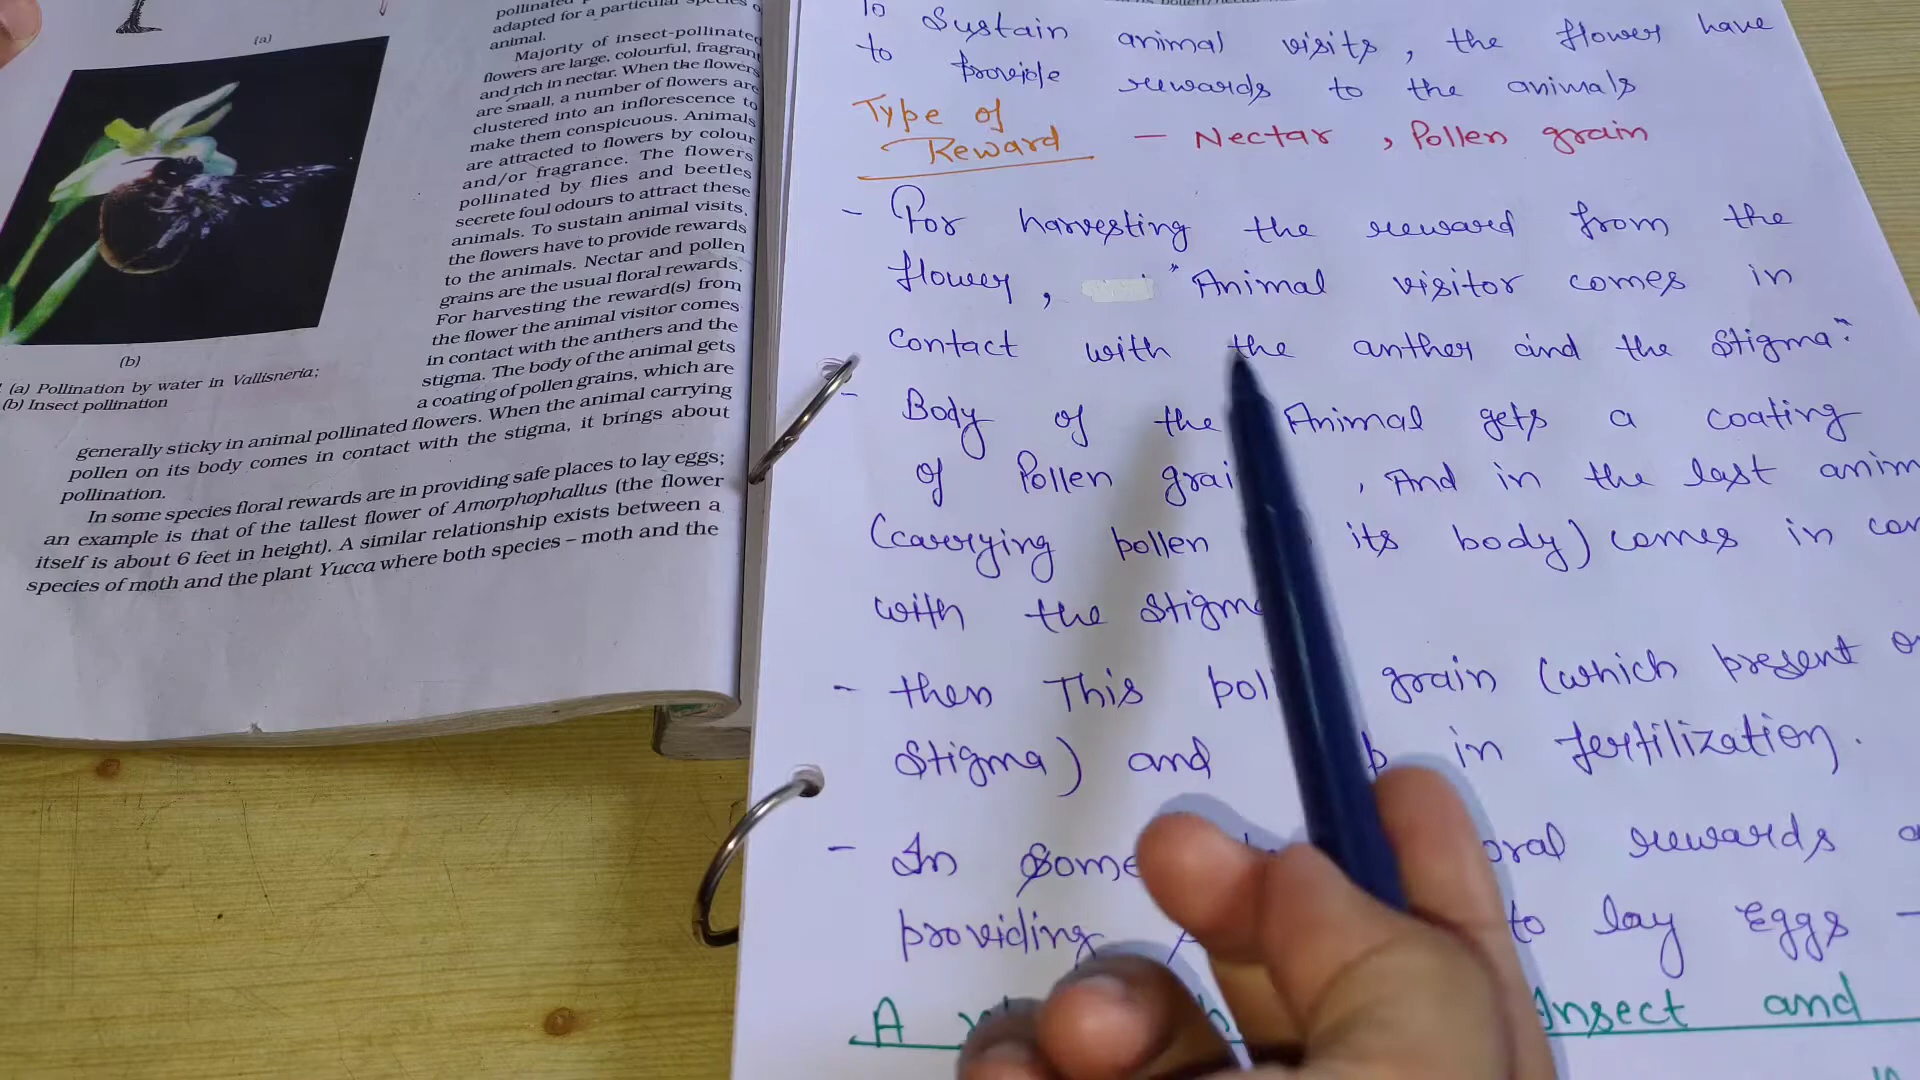 (a)
pollinated
adapted for a particular species o
animal.
Majority of insect-pollinated
flowers are large, colourful, fragran
and rich in nectar. When the flowers
are small, a number of flowers are
clustered into an inflorescence to
make them conspicuous. Animals
are attracted to flowers by colour
and/or fragrance. The flowers
pollinated by flies and beetles
secrete foul odours to attract these
animals. To sustain animal visits,
the flowers have to provide rewards
to the animals. Nectar and pollen
grains are the usual floral rewards.
For harvesting the reward(s) from
the flower the animal visitor comes
in contact with the anthers and the
stigma. The body of the animal gets
a coating of pollen grains, which are
(b)
(a) Pollination by water in Vallisneria;
(b) Insect pollination
generally sticky in animal pollinated flowers. When the animal carrying
pollen on its body comes in contact with the stigma, it brings about
pollination.
In some species floral rewards are in providing safe places to lay eggs;
an example is that of the tallest flower of Amorphophallus (the flower
itself is about 6 feet in height). A similar relationship exists between a
species of moth and the plant Yucca where both species – moth and the
To Sustain animal visits, the flower have
to provide rewards to the animals
Type of
Reward – Nectar, Pollen grain
- For harvesting the reward from the
flower, "Animal visitor comes in
Contact with the anther and the Stigma"
- Body of the Animal gets a coating
of Pollen grai , And in the last anim
(carrying pollen its body) comes in con
with the Stigma
- then This pol grain (which present o
Stigma) and in fertilization.
- In Some oral rewards a
providing to lay Eggs –
A Insect and